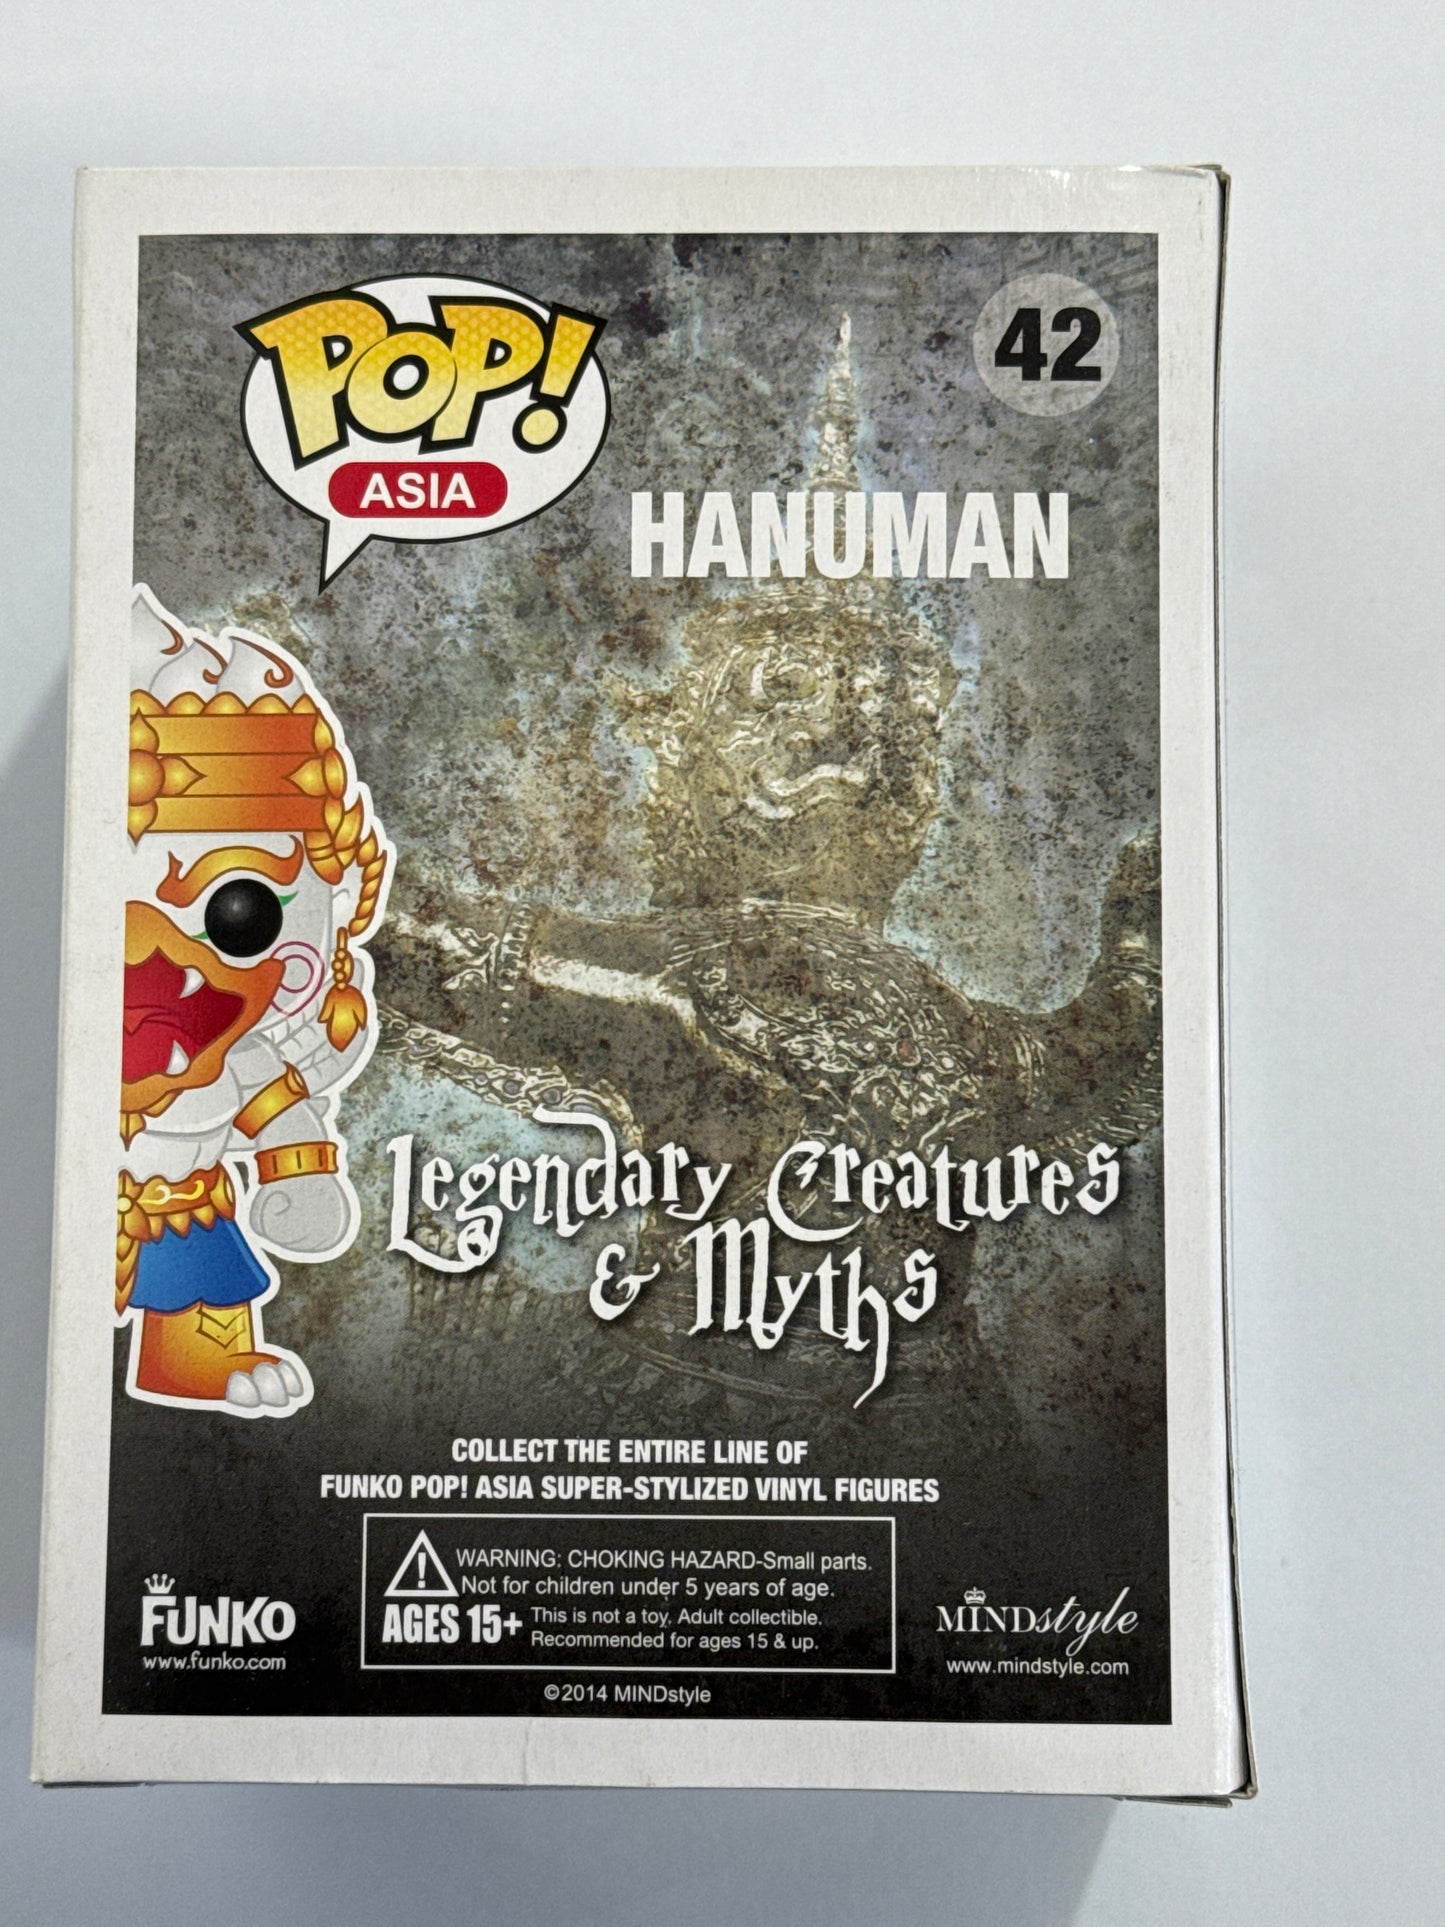 POP!
ASIA
42
HANUMAN
Legendary Creatures
& Myths
COLLECT THE ENTIRE LINE OF
FUNKO POP! ASIA SUPER-STYLIZED VINYL FIGURES
WARNING: CHOKING HAZARD-Small parts.
Not for children under 5 years of age.
AGES 15+ This is not a toy, Adult collectible.
Recommended for ages 15 & up.
FUNKO
www.funko.com
MINDstyle
www.mindstyle.com
©2014 MINDstyle